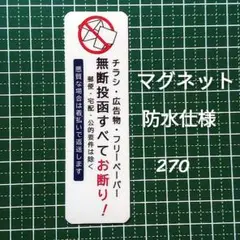 チラシ・広告物・フリーペーパー
無断投函すべてお断り!
郵便・宅配・公的要件は除く
悪質な場合は着払いで返送します
マグネット
防水仕様
270